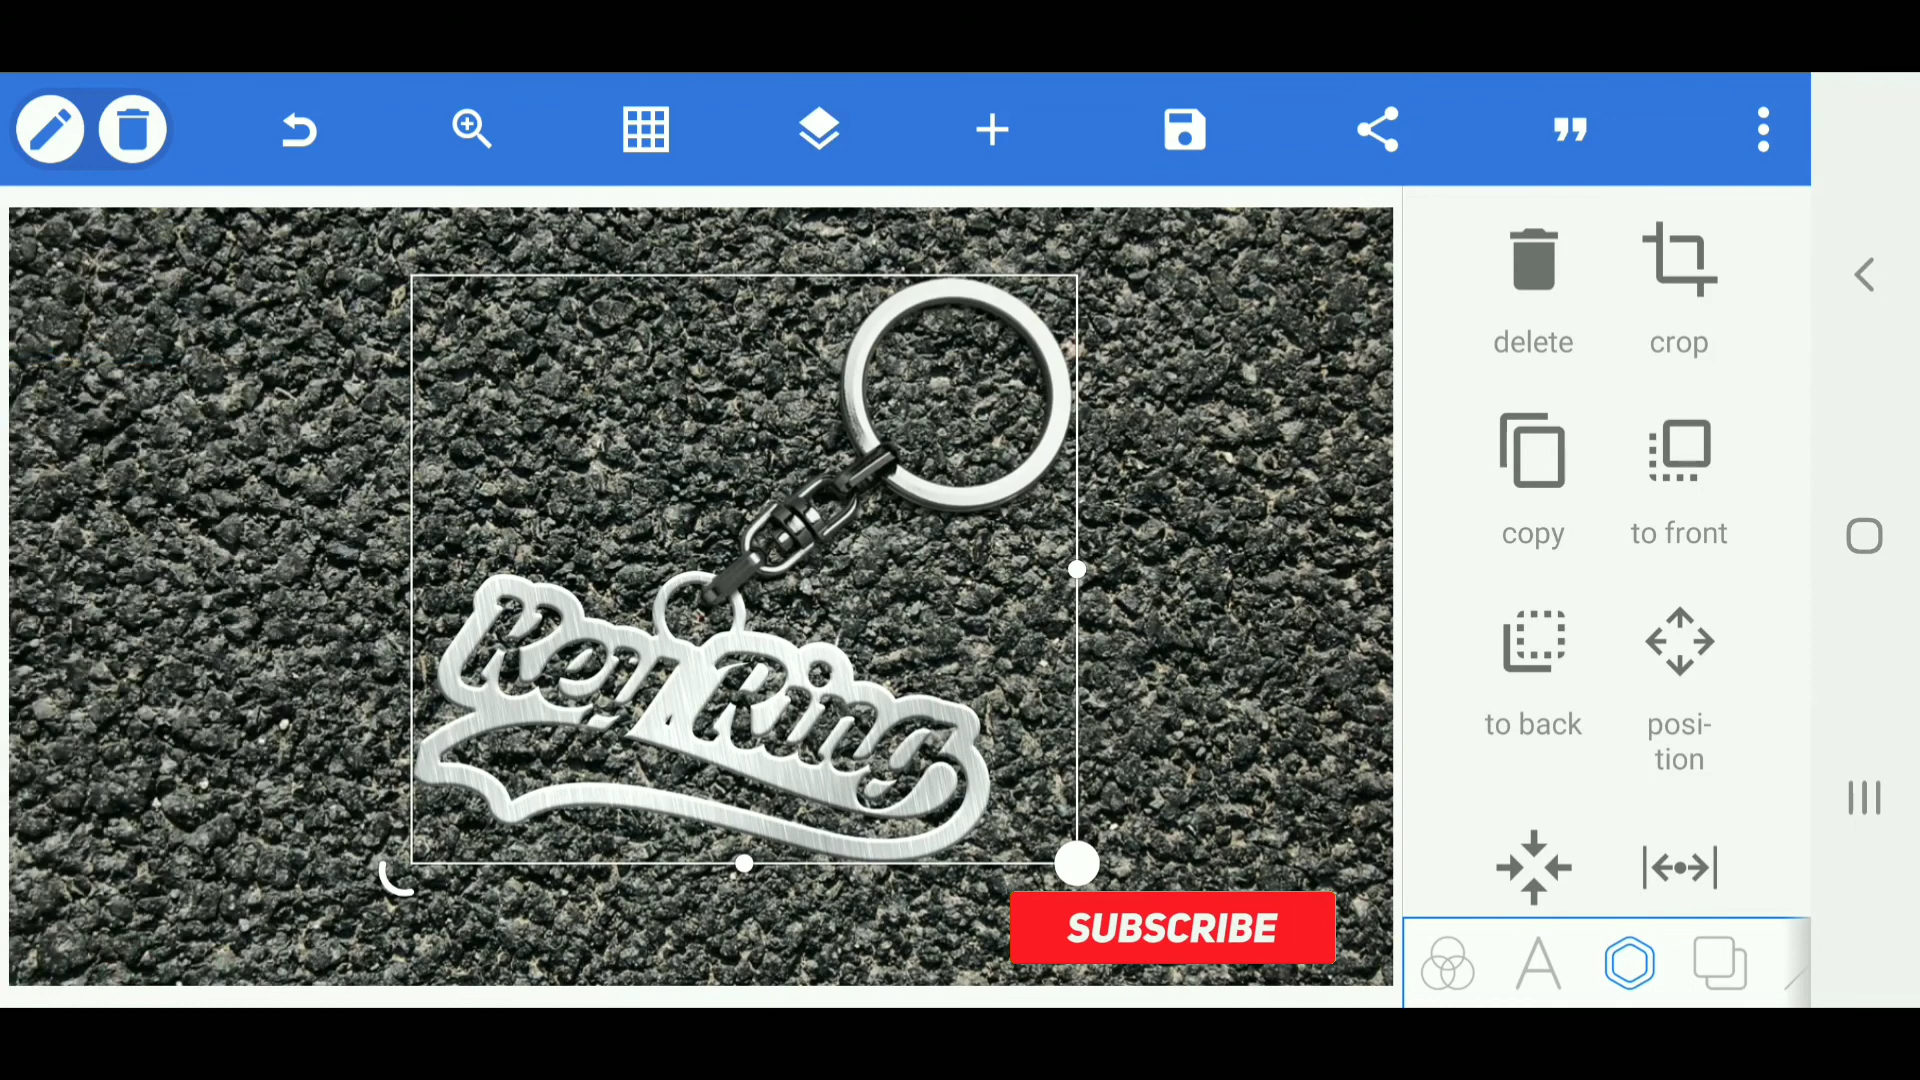 delete
crop
copy
to front
to back
posi-
tion
Key Ring
SUBSCRIBE